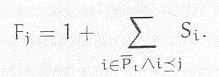 F_j = 1 + \sum_{i \in \overline{P}_t \wedge i \preceq j} S_i.